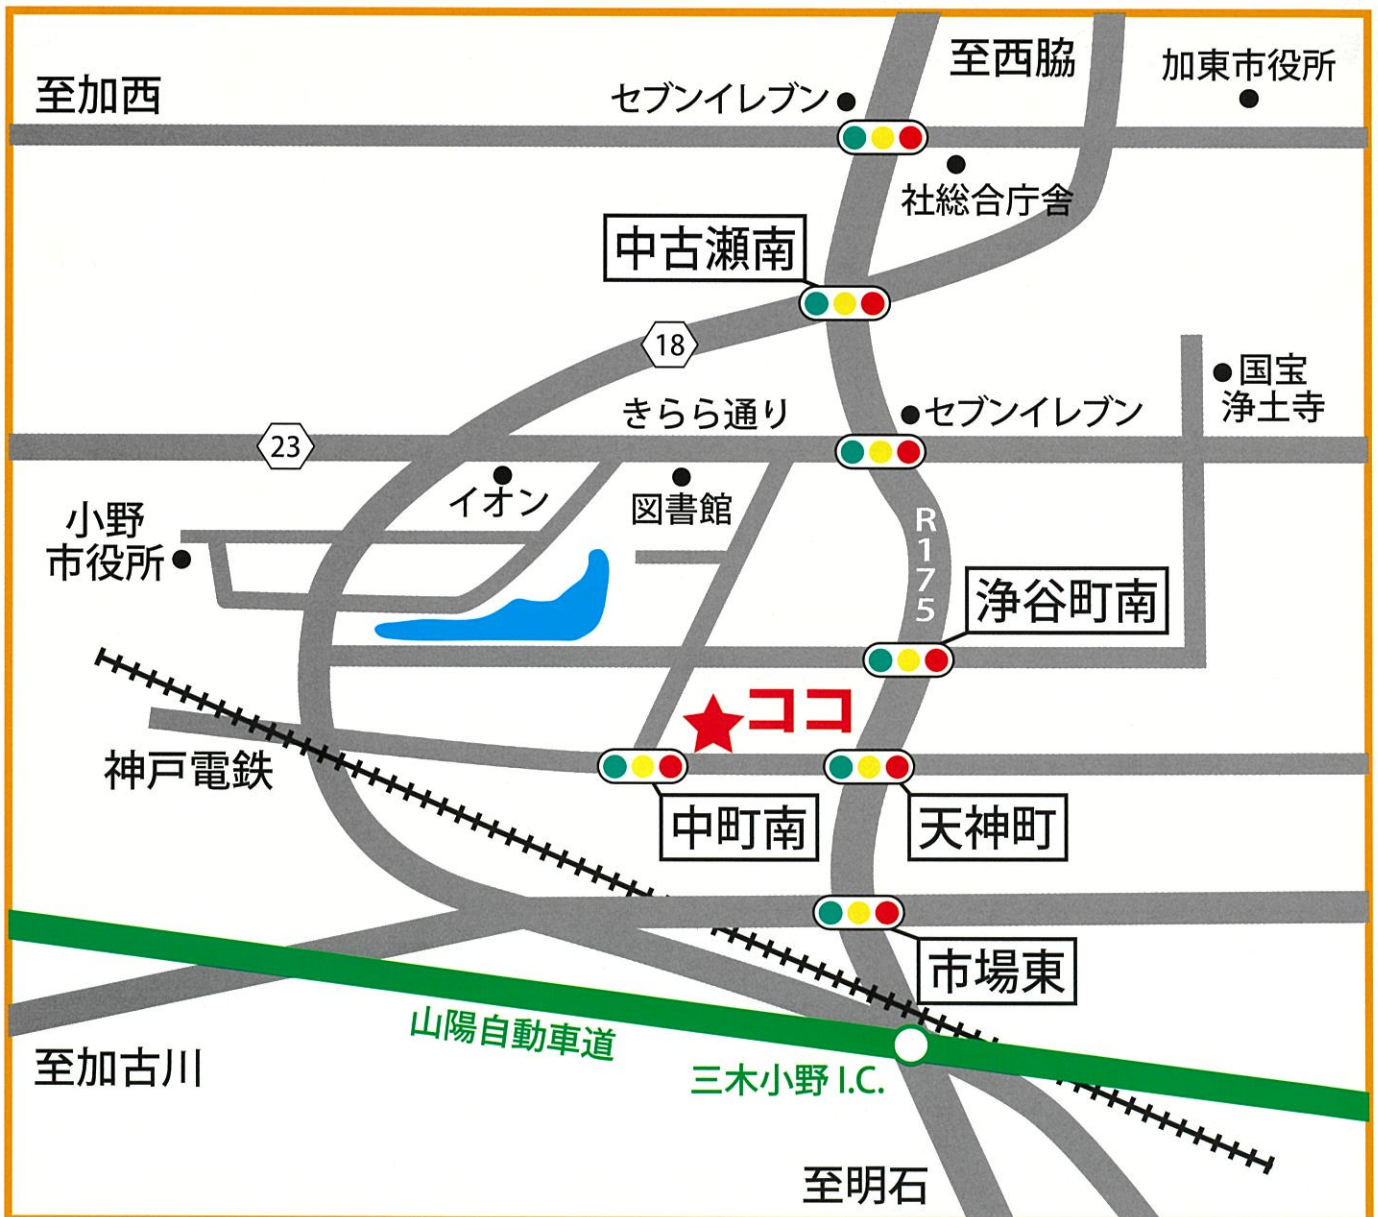 至加西
セブンイレブン
至西脇
加東市役所
社総合庁舎
中古瀬南
18
国宝
浄土寺
きらら通り
セブンイレブン
23
イオン
図書館
小野
市役所
R175
浄谷町南
ココ
神戸電鉄
中町南
天神町
市場東
山陽自動車道
三木小野 I.C.
至加古川
至明石